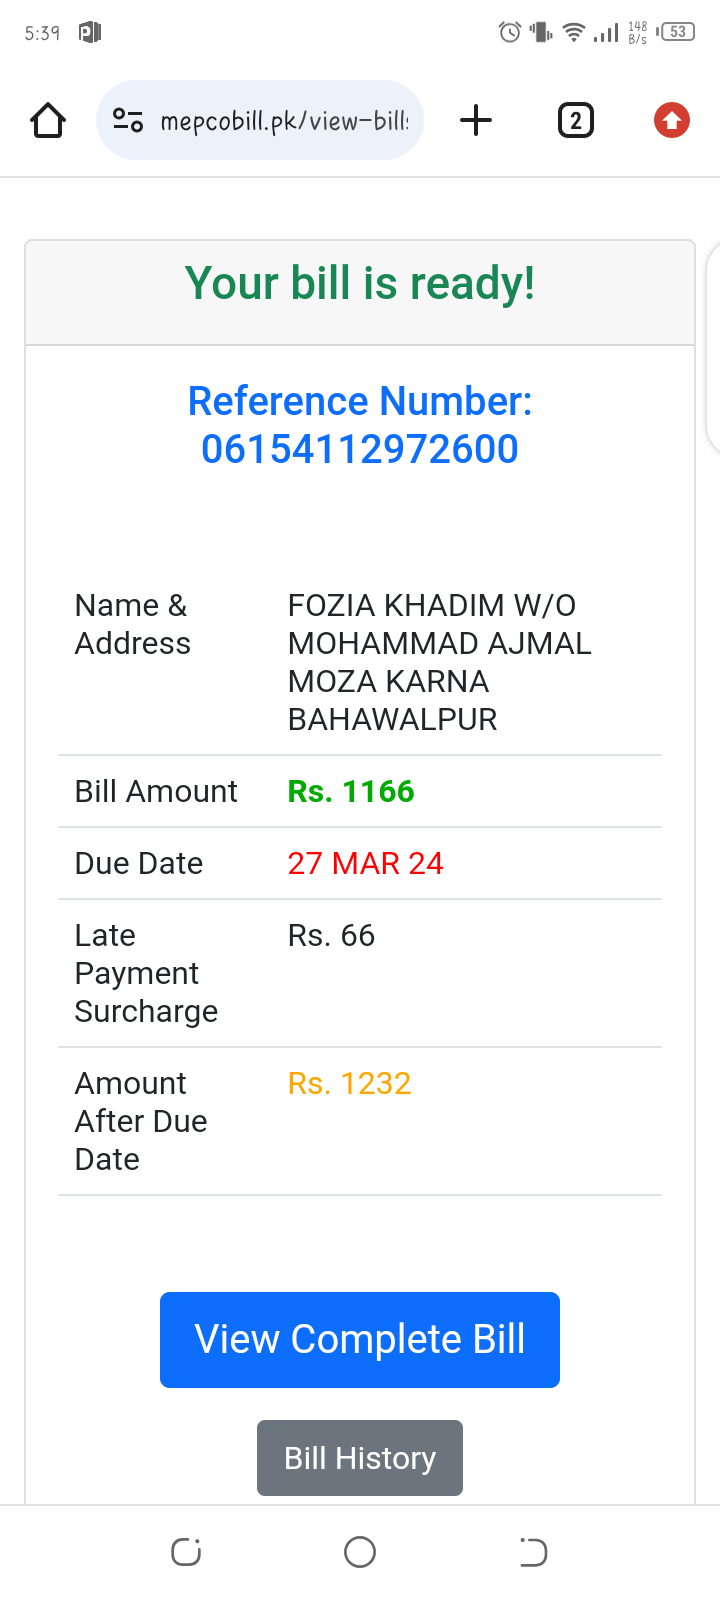 5:39
148 B/s
53
mepcobill.pk/view-bill
2
Your bill is ready!
Reference Number:
06154112972600
Name & Address
FOZIA KHADIM W/O
MOHAMMAD AJMAL
MOZA KARNA
BAHAWALPUR
Bill Amount
Rs. 1166
Due Date
27 MAR 24
Late Payment Surcharge
Rs. 66
Amount After Due Date
Rs. 1232
View Complete Bill
Bill History